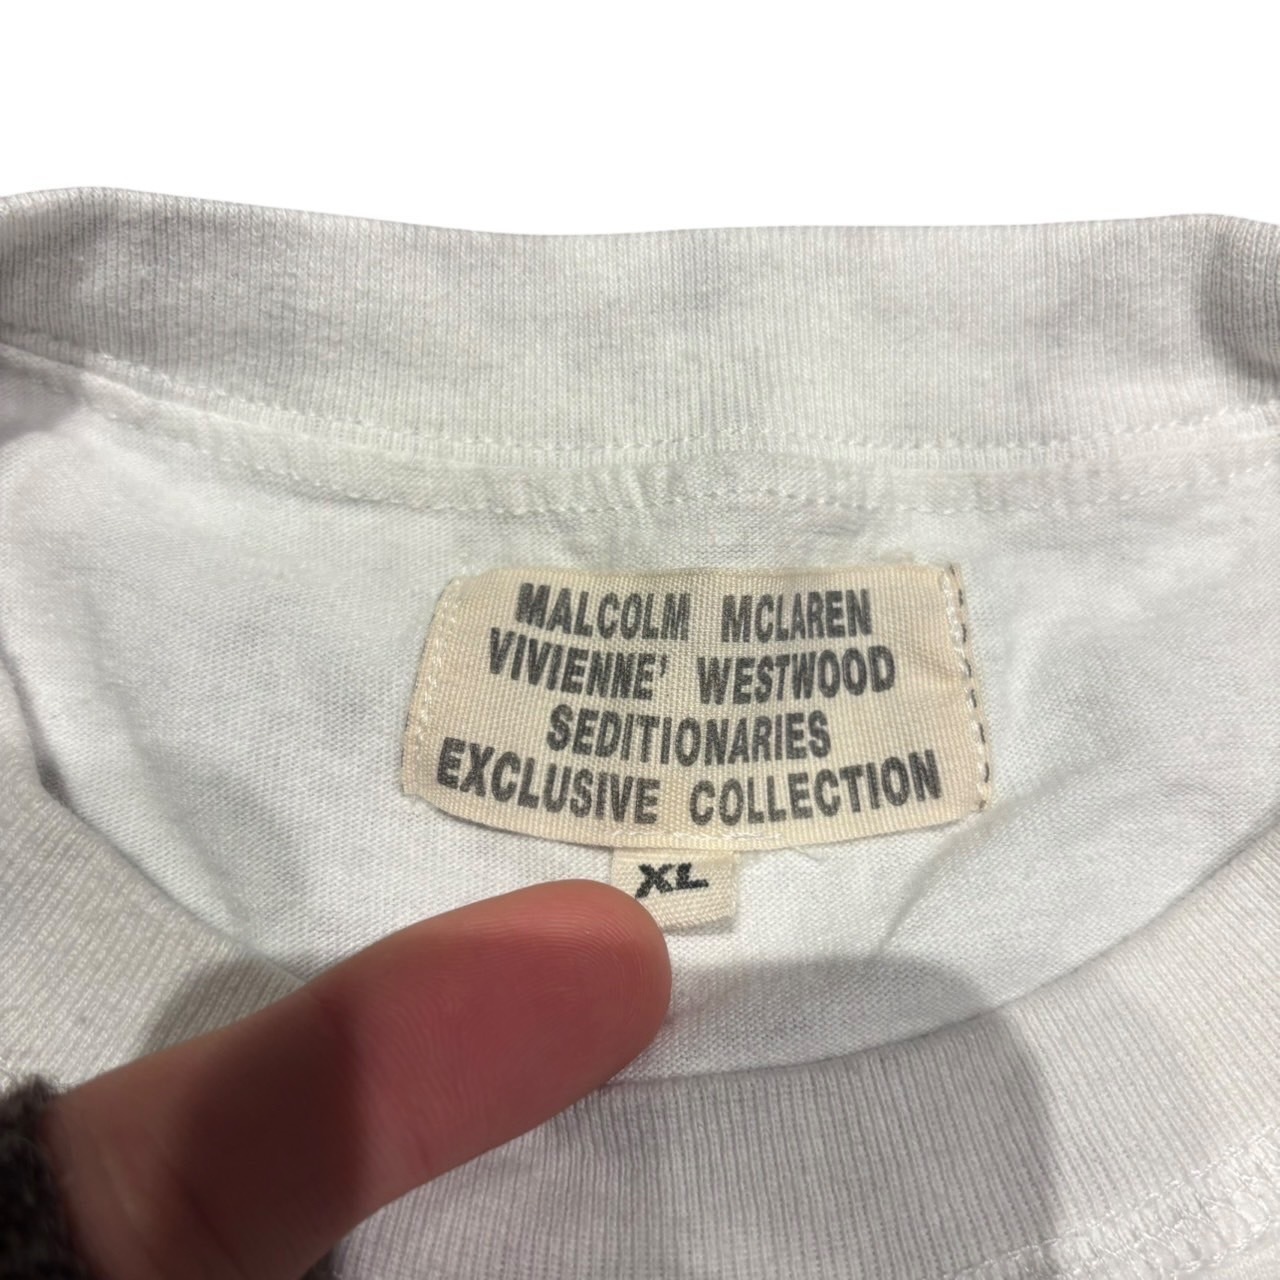 MALCOLM MCLAREN
VIVIENNE' WESTWOOD
SEDITIONARIES
EXCLUSIVE COLLECTION
XL